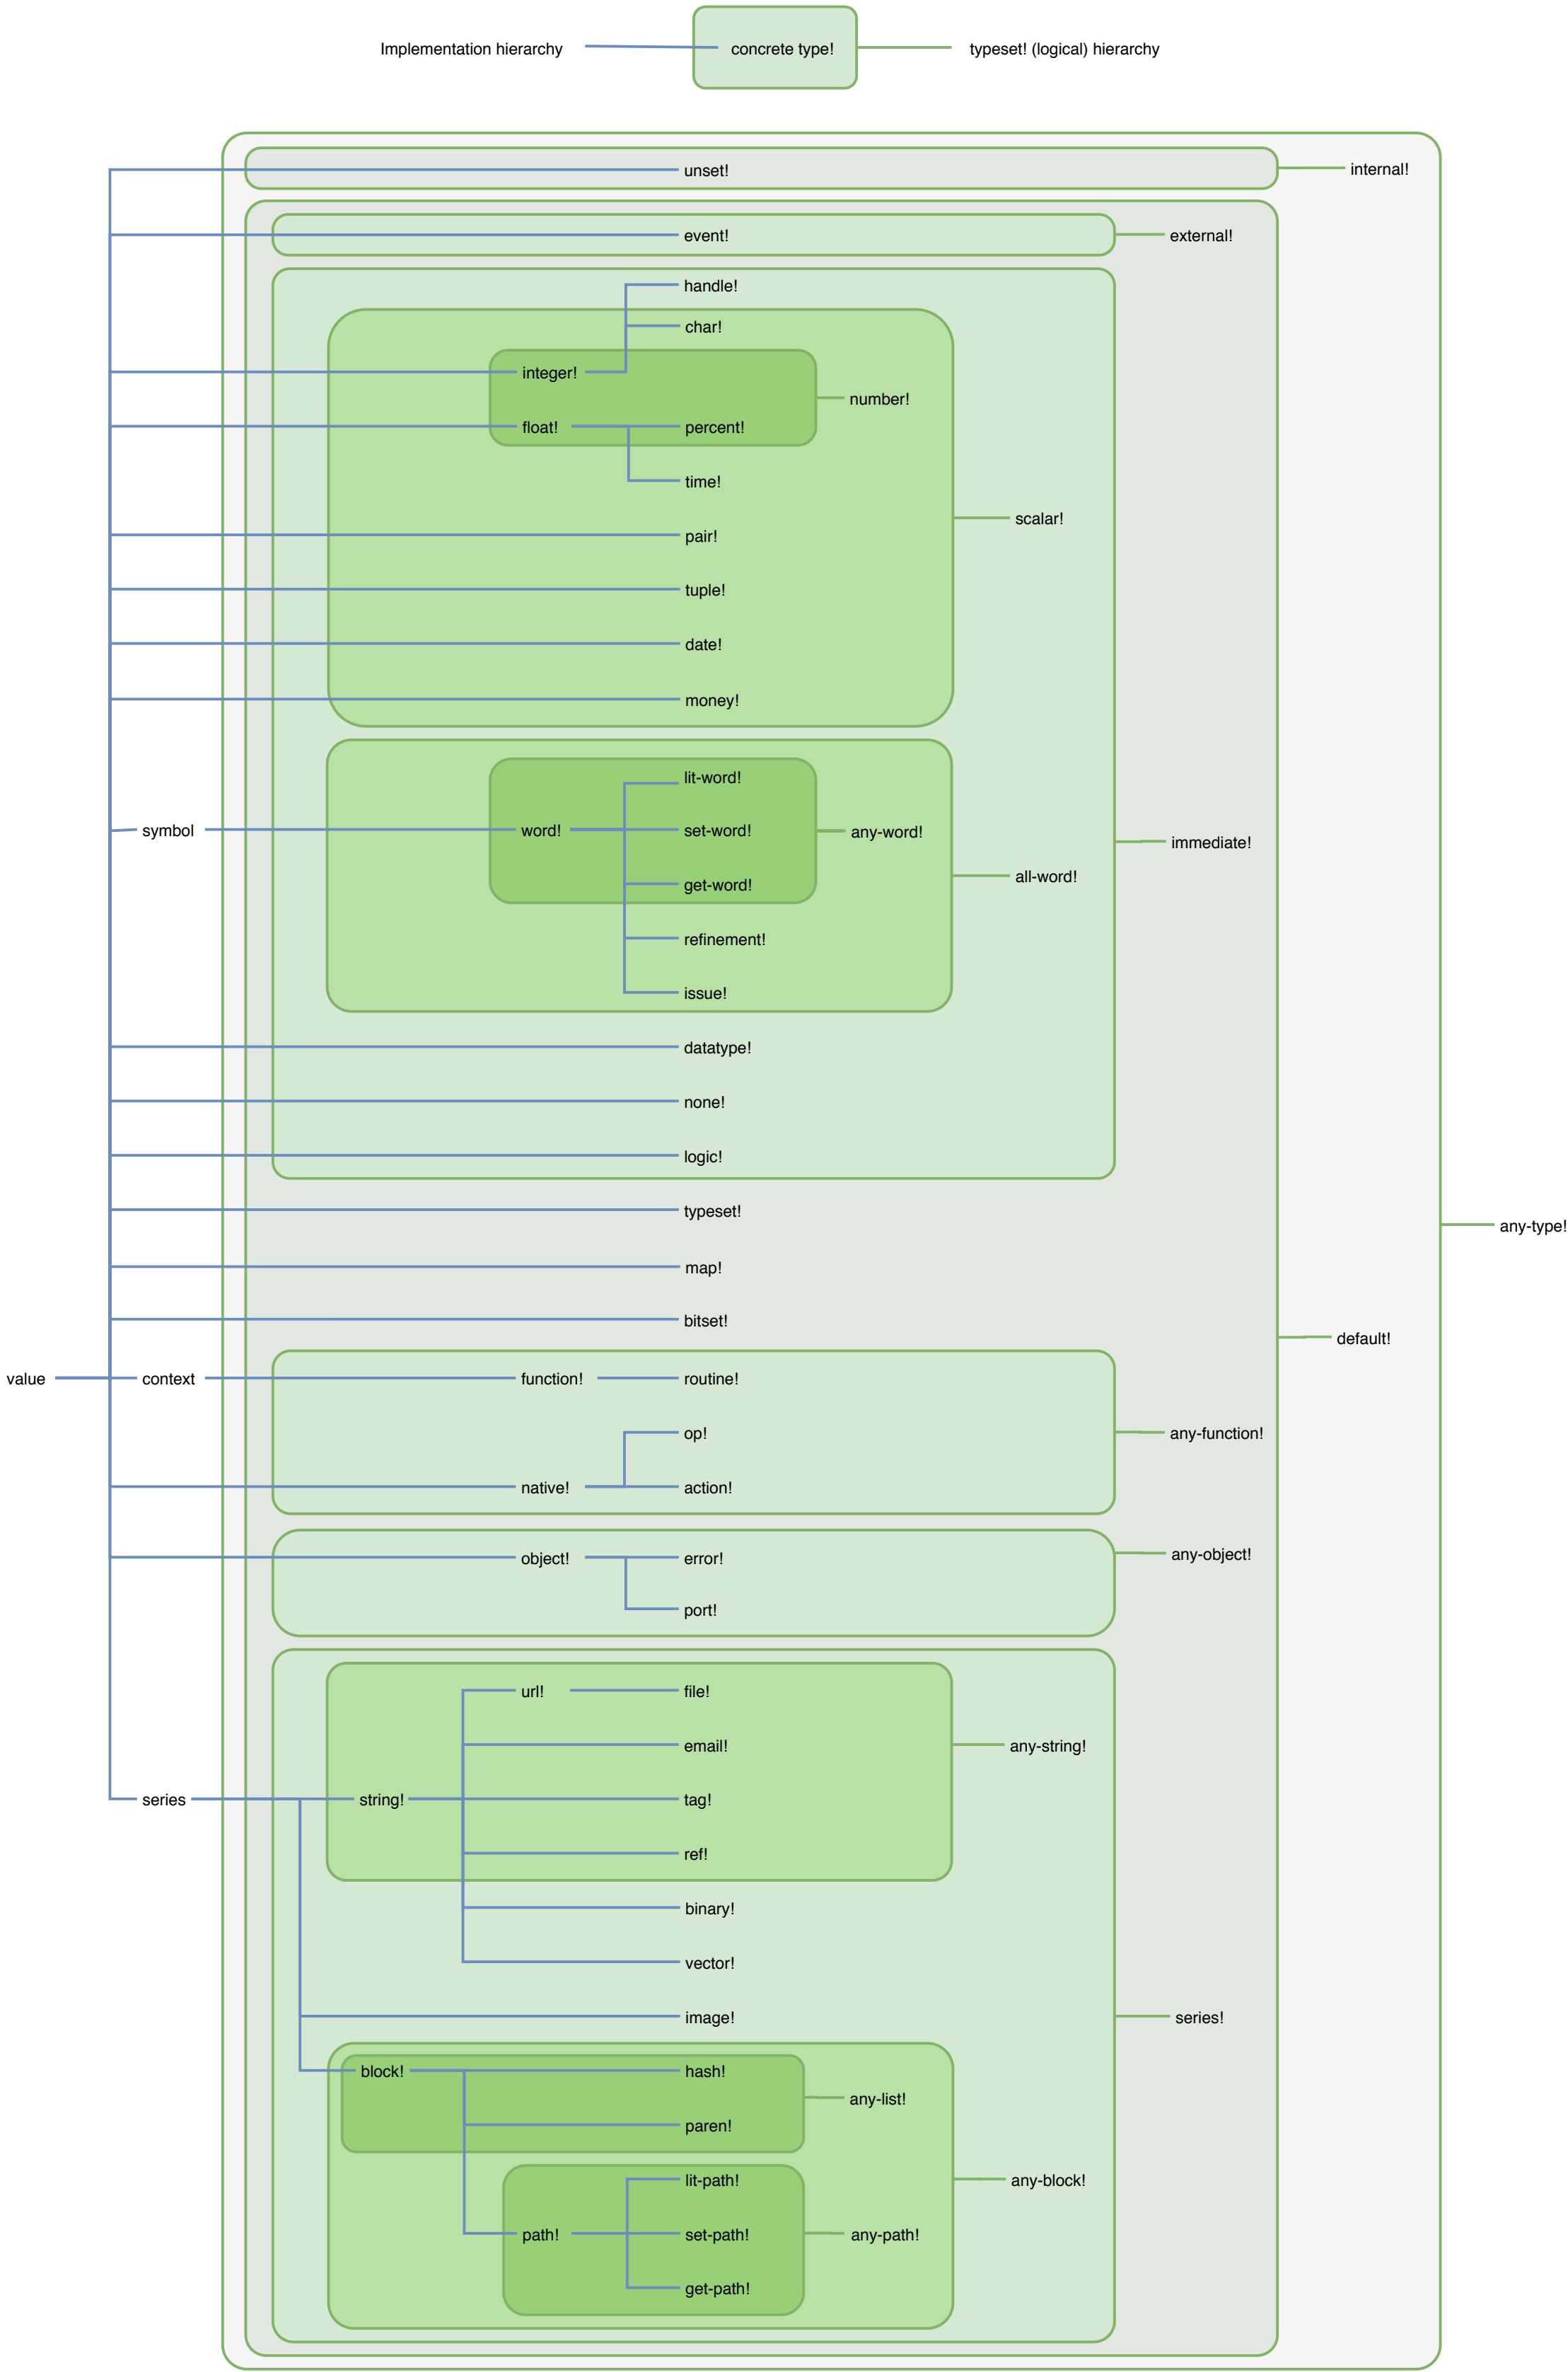 Implementation hierarchy
concrete type!
typeset! (logical) hierarchy
unset!
internal!
event!
external!
handle!
char!
integer!
number!
float!
percent!
time!
scalar!
pair!
tuple!
date!
money!
lit-word!
symbol
word!
set-word!
any-word!
immediate!
all-word!
get-word!
refinement!
issue!
datatype!
none!
logic!
typeset!
any-type!
map!
bitset!
default!
value
context
function!
routine!
op!
any-function!
native!
action!
object!
error!
any-object!
port!
url!
file!
email!
any-string!
series
string!
tag!
ref!
binary!
vector!
image!
series!
block!
hash!
any-list!
paren!
lit-path!
any-block!
path!
set-path!
any-path!
get-path!